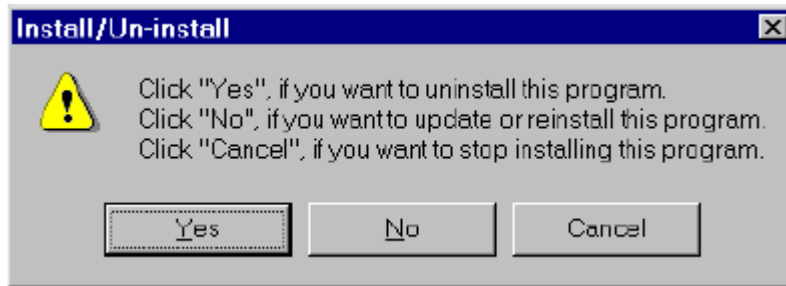 Install/Un-install
Click "Yes", if you want to uninstall this program.
Click "No", if you want to update or reinstall this program.
Click "Cancel", if you want to stop installing this program.
Yes No Cancel